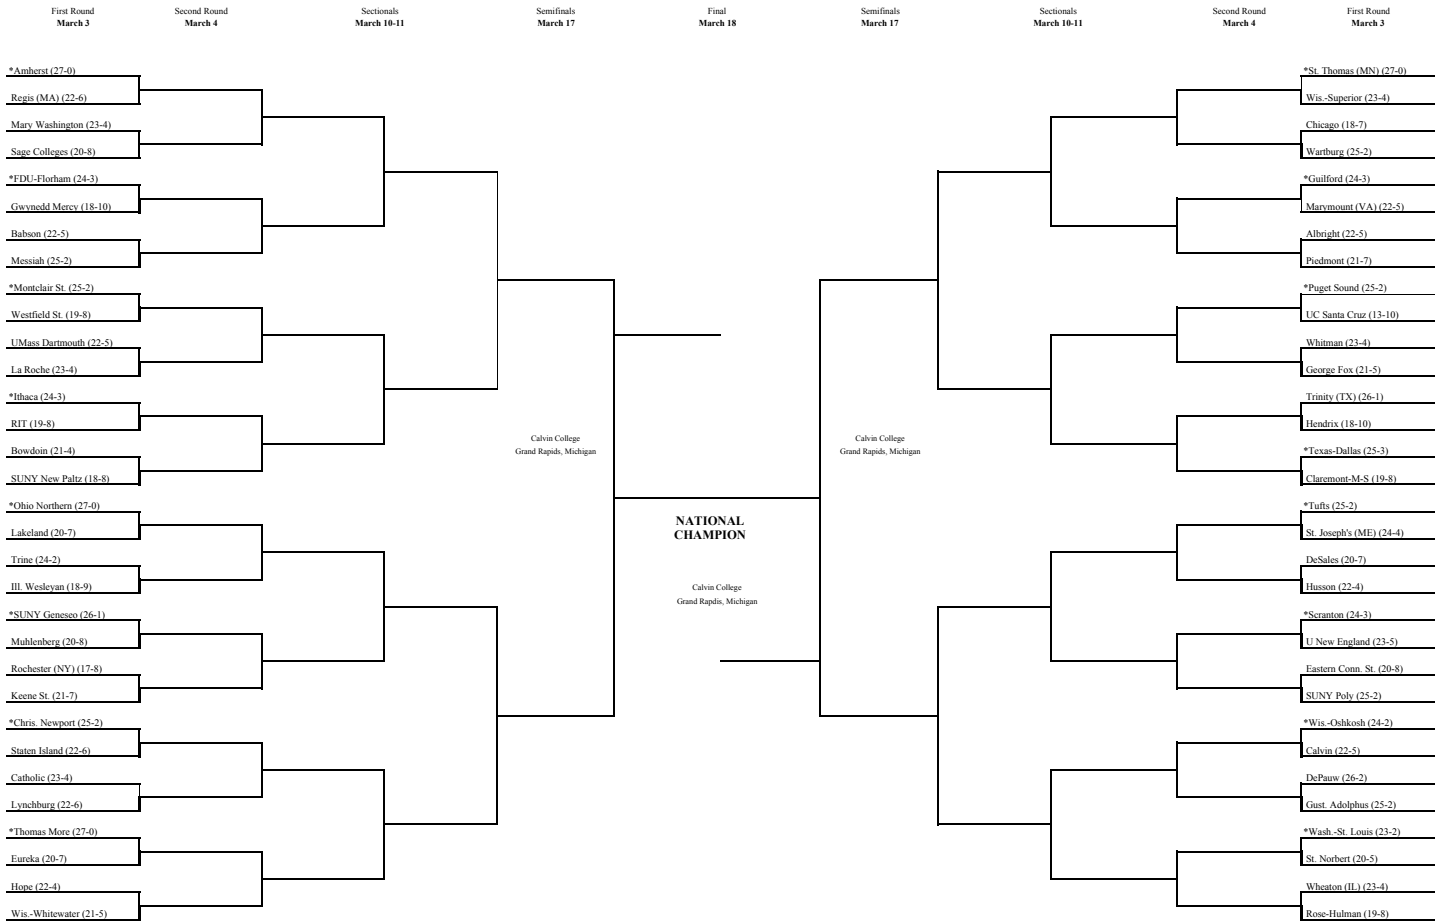 First Round
March 3
Second Round
March 4
Sectionals
March 10-11
Semifinals
March 17
Final
March 18
Semifinals
March 17
Sectionals
March 10-11
Second Round
March 4
First Round
March 3
*Amherst (27-0)
Regis (MA) (22-6)
Mary Washington (23-4)
Sage Colleges (20-8)
*FDU-Florham (24-3)
Gwynedd Mercy (18-10)
Babson (22-5)
Messiah (25-2)
*Montclair St. (25-2)
Westfield St. (19-8)
UMass Dartmouth (22-5)
La Roche (23-4)
*Ithaca (24-3)
RIT (19-8)
Bowdoin (21-4)
SUNY New Paltz (18-8)
*Ohio Northern (27-0)
Lakeland (20-7)
Trine (24-2)
Ill. Wesleyan (18-9)
*SUNY Geneseo (26-1)
Muhlenberg (20-8)
Rochester (NY) (17-8)
Keene St. (21-7)
*Chris. Newport (25-2)
Staten Island (22-6)
Catholic (23-4)
Lynchburg (22-6)
*Thomas More (27-0)
Eureka (20-7)
Hope (22-4)
Wis.-Whitewater (21-5)
Calvin College
Grand Rapids, Michigan
NATIONAL
CHAMPION
Calvin College
Grand Rapdis, Michigan
Calvin College
Grand Rapids, Michigan
*St. Thomas (MN) (27-0)
Wis.-Superior (23-4)
Chicago (18-7)
Wartburg (25-2)
*Guilford (24-3)
Marymount (VA) (22-5)
Albright (22-5)
Piedmont (21-7)
*Puget Sound (25-2)
UC Santa Cruz (13-10)
Whitman (23-4)
George Fox (21-5)
Trinity (TX) (26-1)
Hendrix (18-10)
*Texas-Dallas (25-3)
Claremont-M-S (19-8)
*Tufts (25-2)
St. Joseph's (ME) (24-4)
DeSales (20-7)
Husson (22-4)
*Scranton (24-3)
U New England (23-5)
Eastern Conn. St. (20-8)
SUNY Poly (25-2)
*Wis.-Oshkosh (24-2)
Calvin (22-5)
DePauw (26-2)
Gust. Adolphus (25-2)
*Wash.-St. Louis (23-2)
St. Norbert (20-5)
Wheaton (IL) (23-4)
Rose-Hulman (19-8)